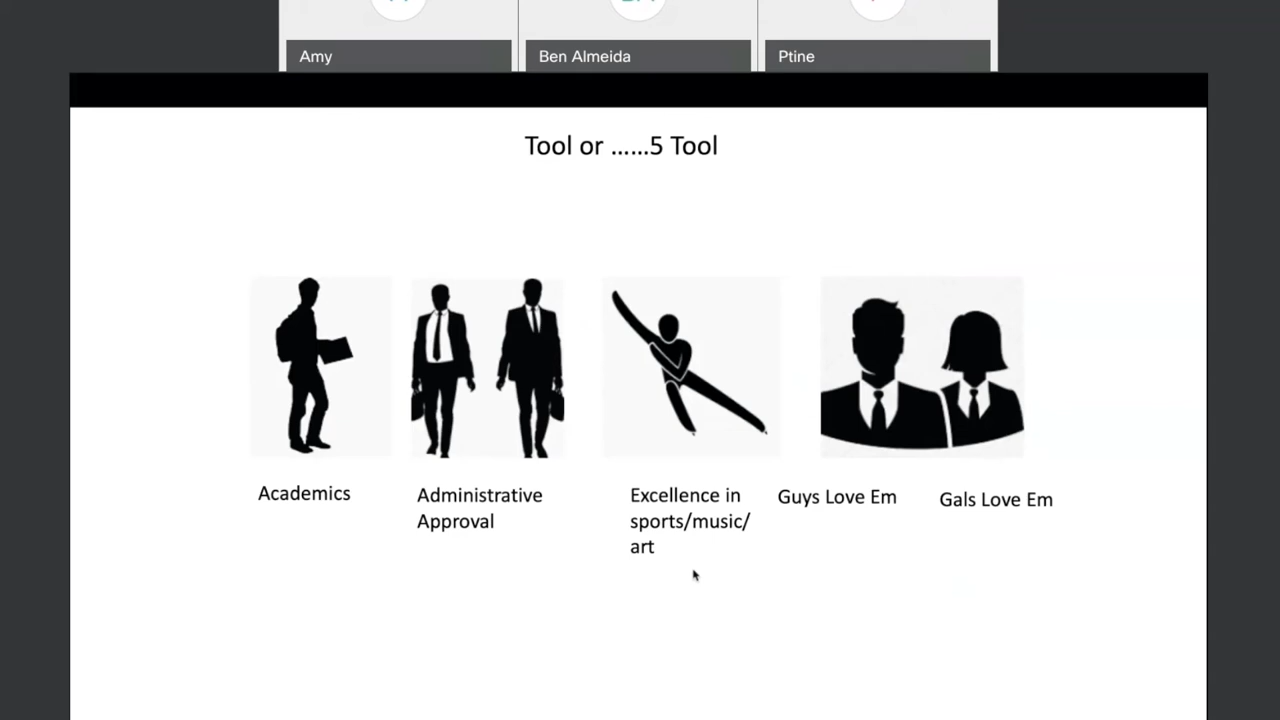 Amy
Ben Almeida
Ptine
Tool or ......5 Tool
Academics
Administrative
Approval
Excellence in
sports/music/
art
Guys Love Em
Gals Love Em